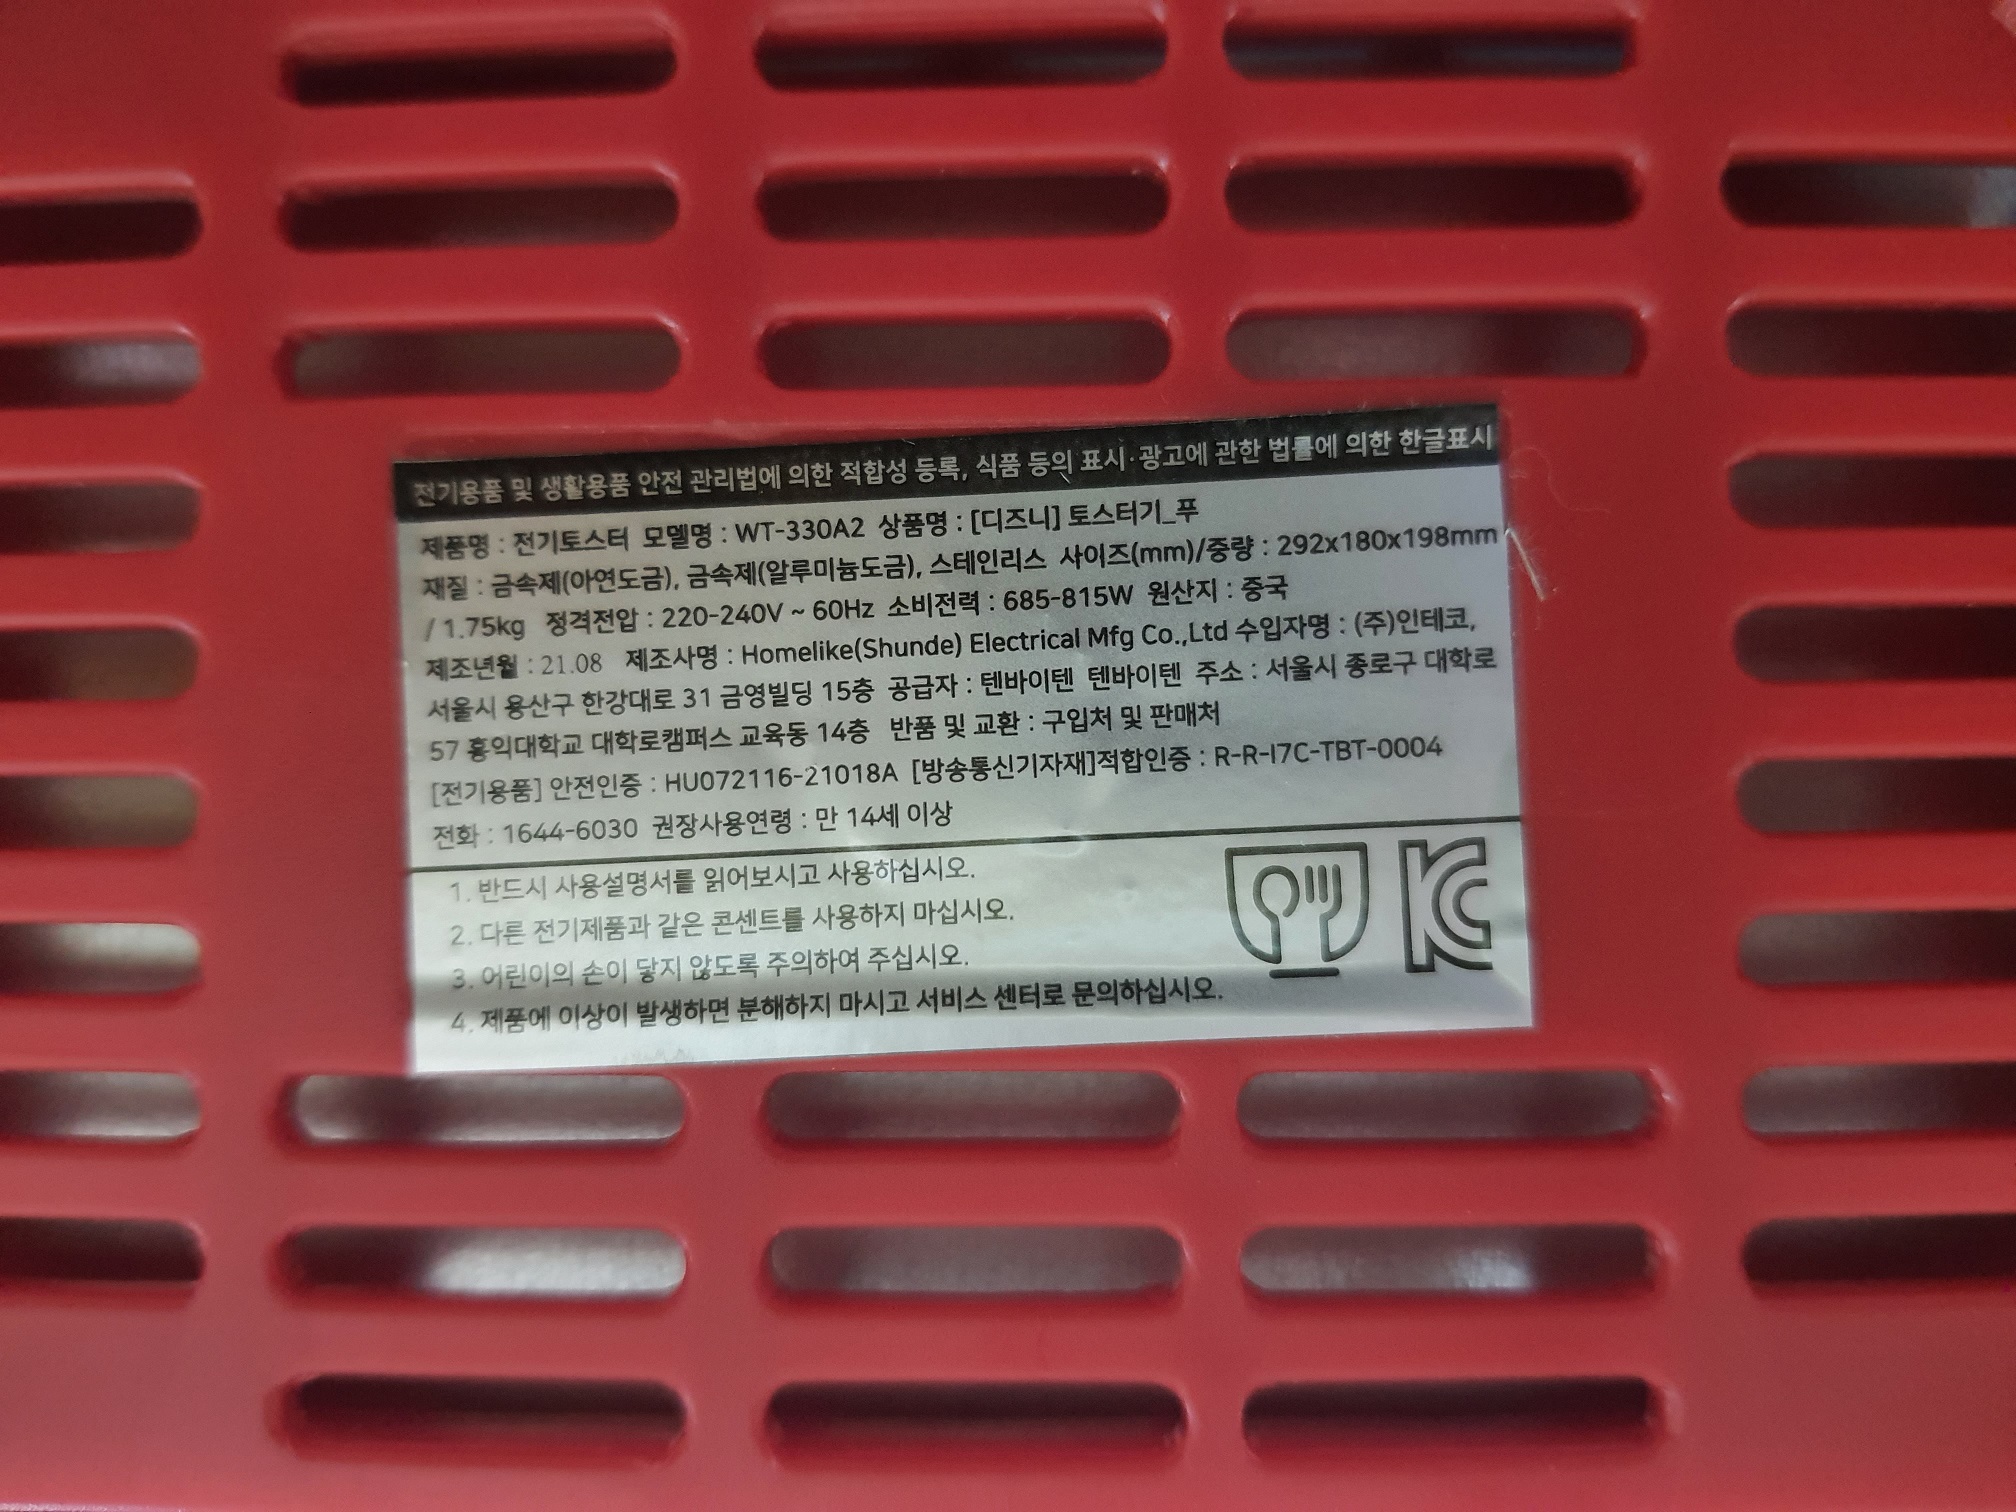 전기용품 및 생활용품 안전 관리법에 의한 적합성 등록, 식품 등의 표시·광고에 관한 법률에 의한 한글표시
제품명 : 전기토스터 모델명 : WT-330A2 상품명 : [디즈니] 토스터기_푸
재질 : 금속제(아연도금), 금속제(알루미늄도금), 스테인리스 사이즈(mm)/중량 : 292x180x198mm
/ 1.75kg 정격전압 : 220-240V ~ 60Hz 소비전력 : 685-815W 원산지 : 중국
제조년월 : 21.08 제조사명 : Homelike(Shunde) Electrical Mfg Co.,Ltd 수입자명 : (주)인테코,
서울시 용산구 한강대로 31 금영빌딩 15층 공급자 : 텐바이텐 텐바이텐 주소 : 서울시 종로구 대학로
57 홍익대학교 대학로캠퍼스 교육동 14층 반품 및 교환 : 구입처 및 판매처
[전기용품] 안전인증 : HU072116-21018A [방송통신기자재]적합인증 : R-R-I7C-TBT-0004
전화 : 1644-6030 권장사용연령 : 만 14세 이상
1. 반드시 사용설명서를 읽어보시고 사용하십시오.
2. 다른 전기제품과 같은 콘센트를 사용하지 마십시오.
3. 어린이의 손이 닿지 않도록 주의하여 주십시오.
4. 제품에 이상이 발생하면 분해하지 마시고 서비스 센터로 문의하십시오.